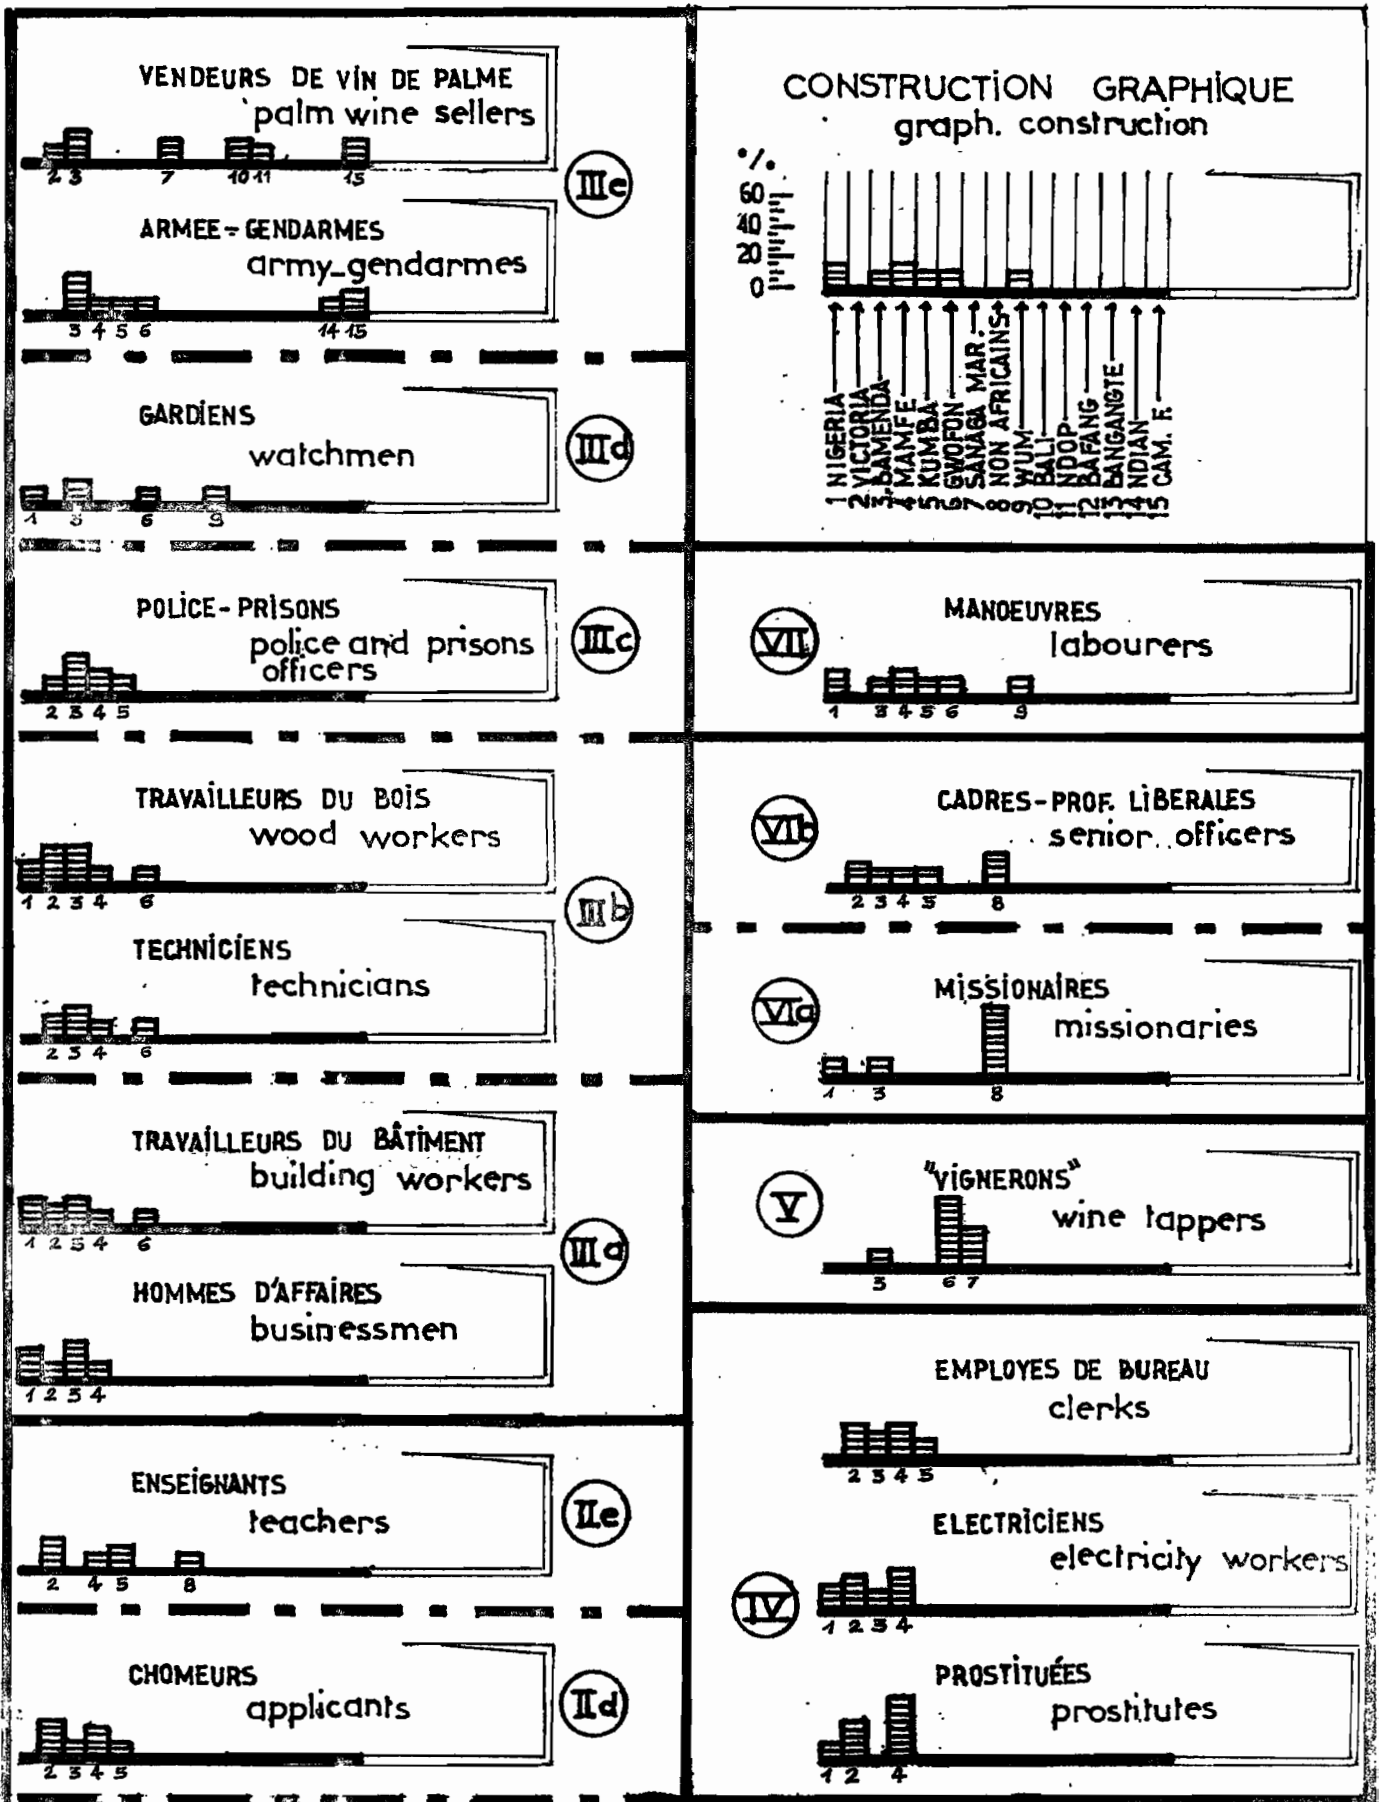 VENDEURS DE VIN DE PALME
palm wine sellers
2 3 7 10 11 15
IIIe
ARMEE-GENDARMES
army-gendarmes
3 4 5 6 14 15
GARDIENS
watchmen
IIId
1 3 6 9
POLICE-PRISONS
police and prisons
officers
IIIc
2 3 4 5
TRAVAILLEURS DU BOIS
wood workers
1 2 3 4 6
IIIb
TECHNICIENS
technicians
2 3 4 6
TRAVAILLEURS DU BÂTIMENT
building workers
1 2 3 4 6
IIIa
HOMMES D'AFFAIRES
businessmen
1 2 3 4
ENSEIGNANTS
teachers
IIe
2 4 5 8
CHOMEURS
applicants
IId
2 3 4 5
CONSTRUCTION GRAPHIQUE
graph. construction
%
60
40
20
0
1 NIGERIA
2 VICTORIA
3 BAMENDA
4 MAMFE
5 KUMBA
6 GWOFON
7 SANAGA MAR.
8 NON AFRICAINS
9 WUM
10 BALI
11 NDOP
12 BAFANG
13 BANGANGTE
14 NDIAN
15 CAM. F.
MANOEUVRES
VII
labourers
1 3 4 5 6 9
CADRES-PROF. LIBERALES
VIb
senior officers
2 3 4 5 8
MISSIONAIRES
VIa
missionaries
1 3 8
"VIGNERONS"
V
wine tappers
3 6 7
EMPLOYES DE BUREAU
clerks
2 3 4 5
ELECTRICIENS
electricity workers
IV
1 2 3 4
PROSTITUÉES
prostitutes
1 2 4